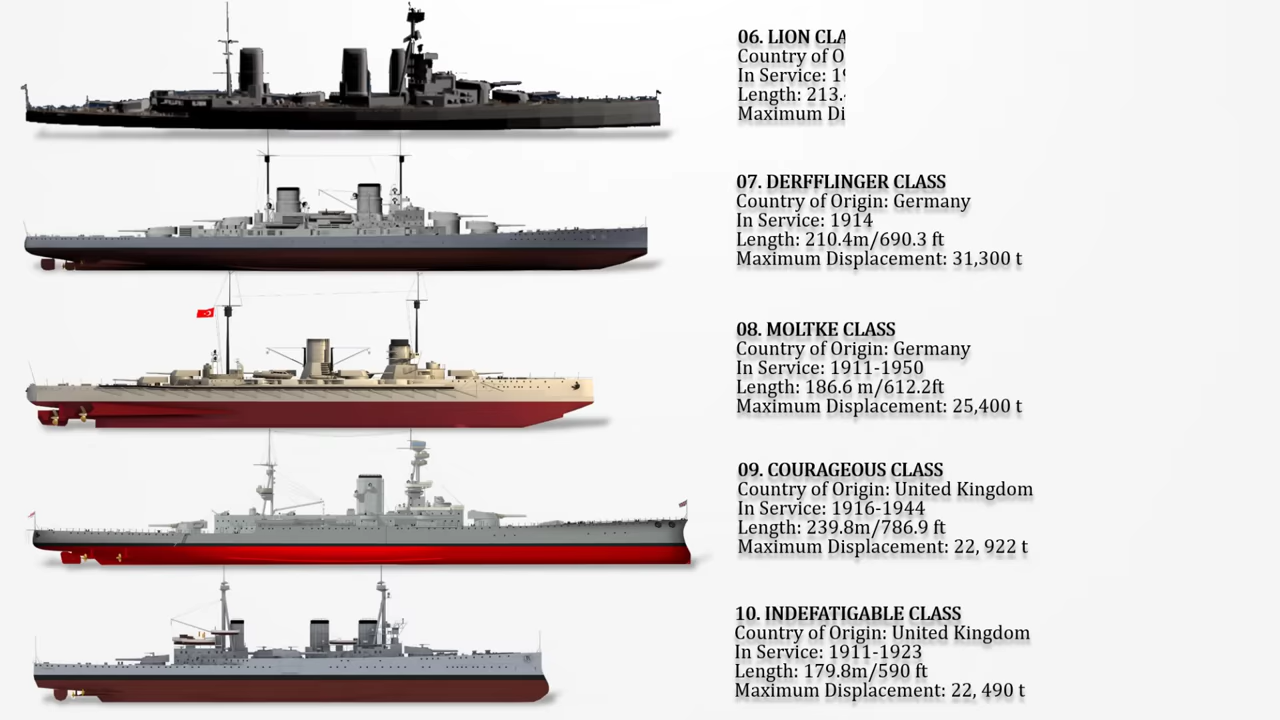 06. LION CLA
Country of O
In Service: 19
Length: 213.
Maximum Di
07. DERFFLINGER CLASS
Country of Origin: Germany
In Service: 1914
Length: 210.4m/690.3 ft
Maximum Displacement: 31,300 t
08. MOLTKE CLASS
Country of Origin: Germany
In Service: 1911-1950
Length: 186.6 m/612.2ft
Maximum Displacement: 25,400 t
09. COURAGEOUS CLASS
Country of Origin: United Kingdom
In Service: 1916-1944
Length: 239.8m/786.9 ft
Maximum Displacement: 22, 922 t
10. INDEFATIGABLE CLASS
Country of Origin: United Kingdom
In Service: 1911-1923
Length: 179.8m/590 ft
Maximum Displacement: 22, 490 t